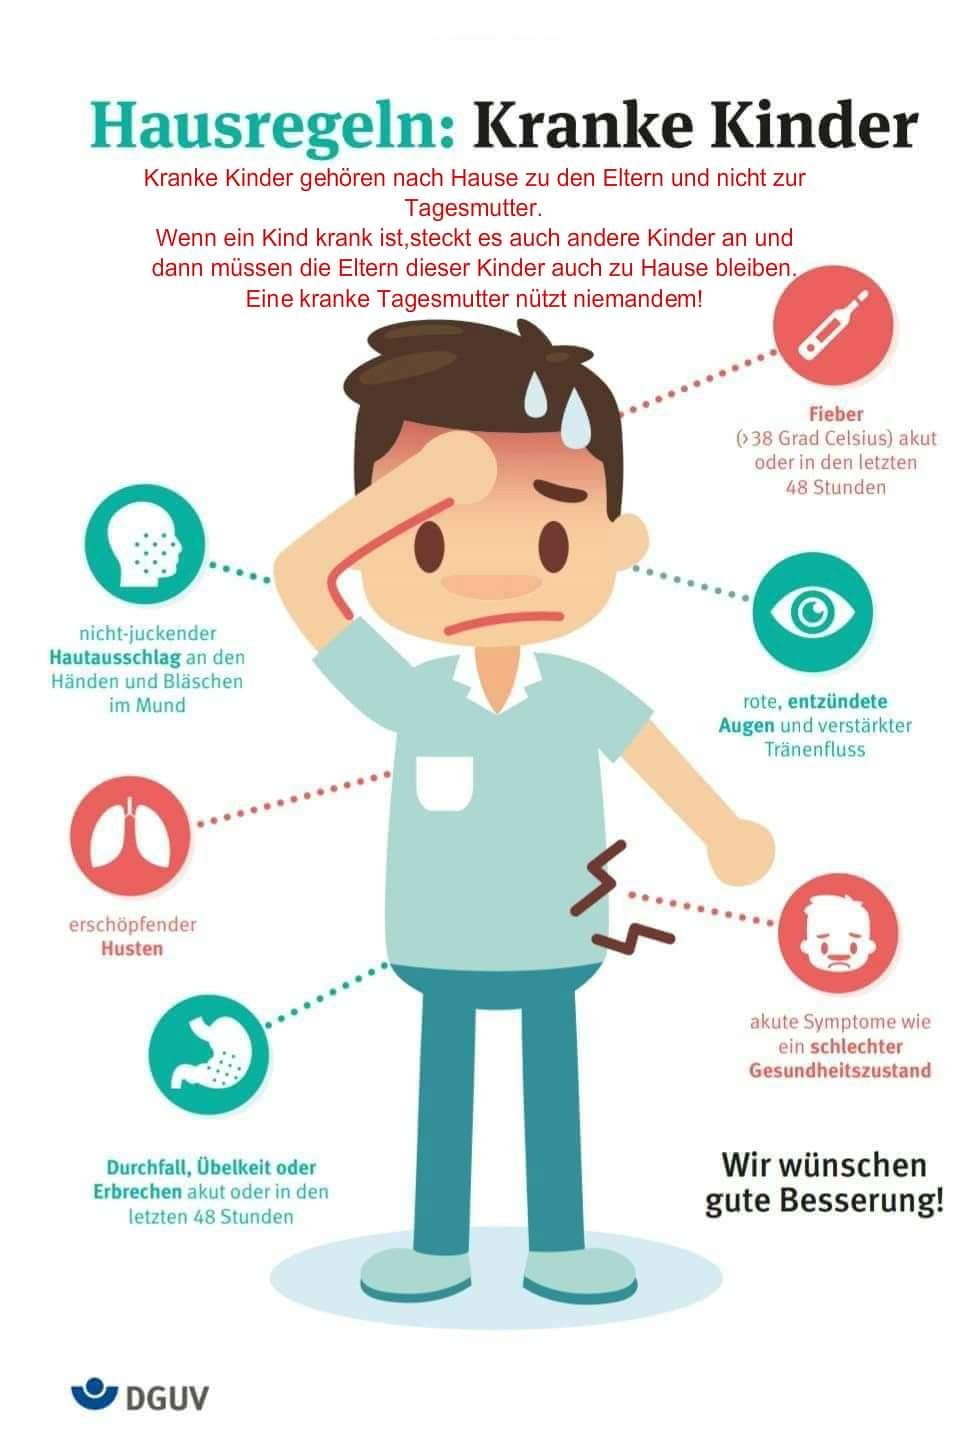 Hausregeln: Kranke Kinder
Kranke Kinder gehören nach Hause zu den Eltern und nicht zur
Tagesmutter.
Wenn ein Kind krank ist,steckt es auch andere Kinder an und
dann müssen die Eltern dieser Kinder auch zu Hause bleiben.
Eine kranke Tagesmutter nützt niemandem!
Fieber
(>38 Grad Celsius) akut
oder in den letzten
48 Stunden
nicht-juckender
Hautausschlag an den
Händen und Bläschen
im Mund
rote, entzündete
Augen und verstärkter
Tränenfluss
erschöpfender
Husten
akute Symptome wie
ein schlechter
Gesundheitszustand
Durchfall, Übelkeit oder
Erbrechen akut oder in den
letzten 48 Stunden
Wir wünschen
gute Besserung!
DGUV